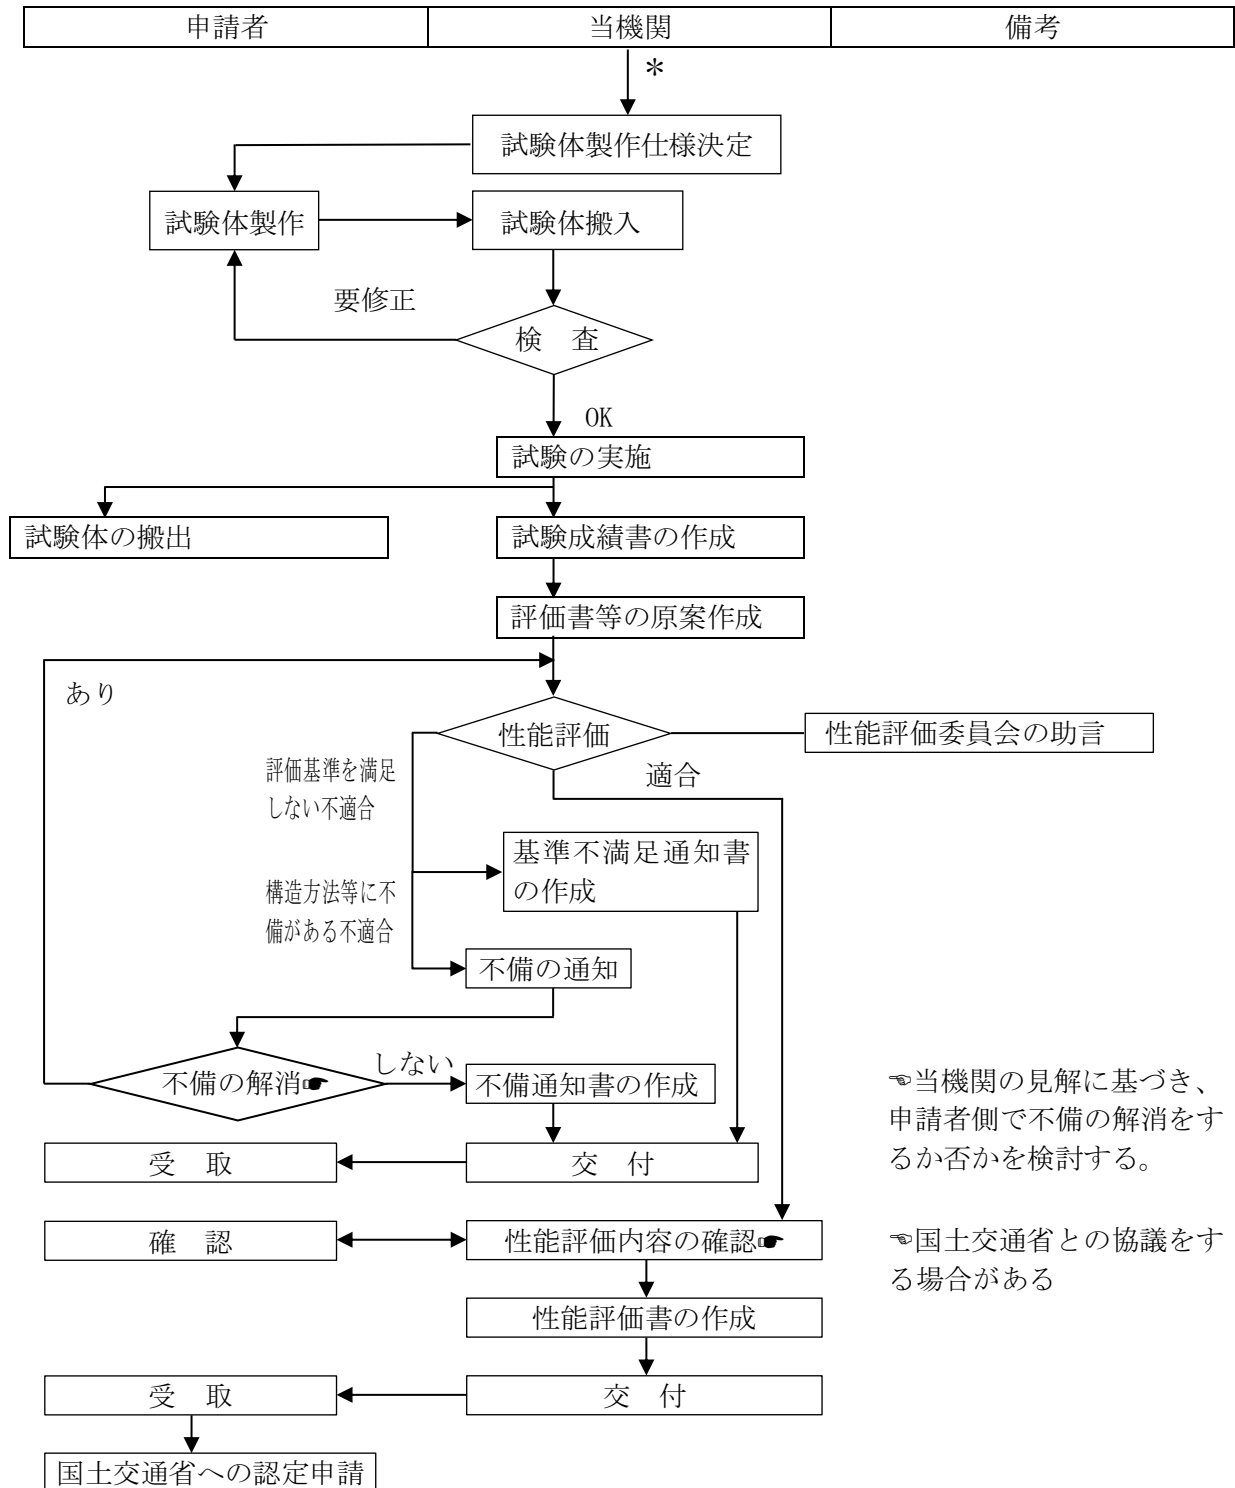 申請者
当機関
備考
＊
試験体製作仕様決定
試験体製作
試験体搬入
要修正
検　査
OK
試験の実施
試験体の搬出
試験成績書の作成
評価書等の原案作成
あり
性能評価
性能評価委員会の助言
適合
評価基準を満足
しない不適合
基準不満足通知書
の作成
構造方法等に不
備がある不適合
不備の通知
不備の解消☛
しない
不備通知書の作成
☜当機関の見解に基づき、
申請者側で不備の解消をす
るか否かを検討する。
受　取
交　付
確　認
性能評価内容の確認☛
☜国土交通省との協議をす
る場合がある
性能評価書の作成
受　取
交　付
国土交通省への認定申請